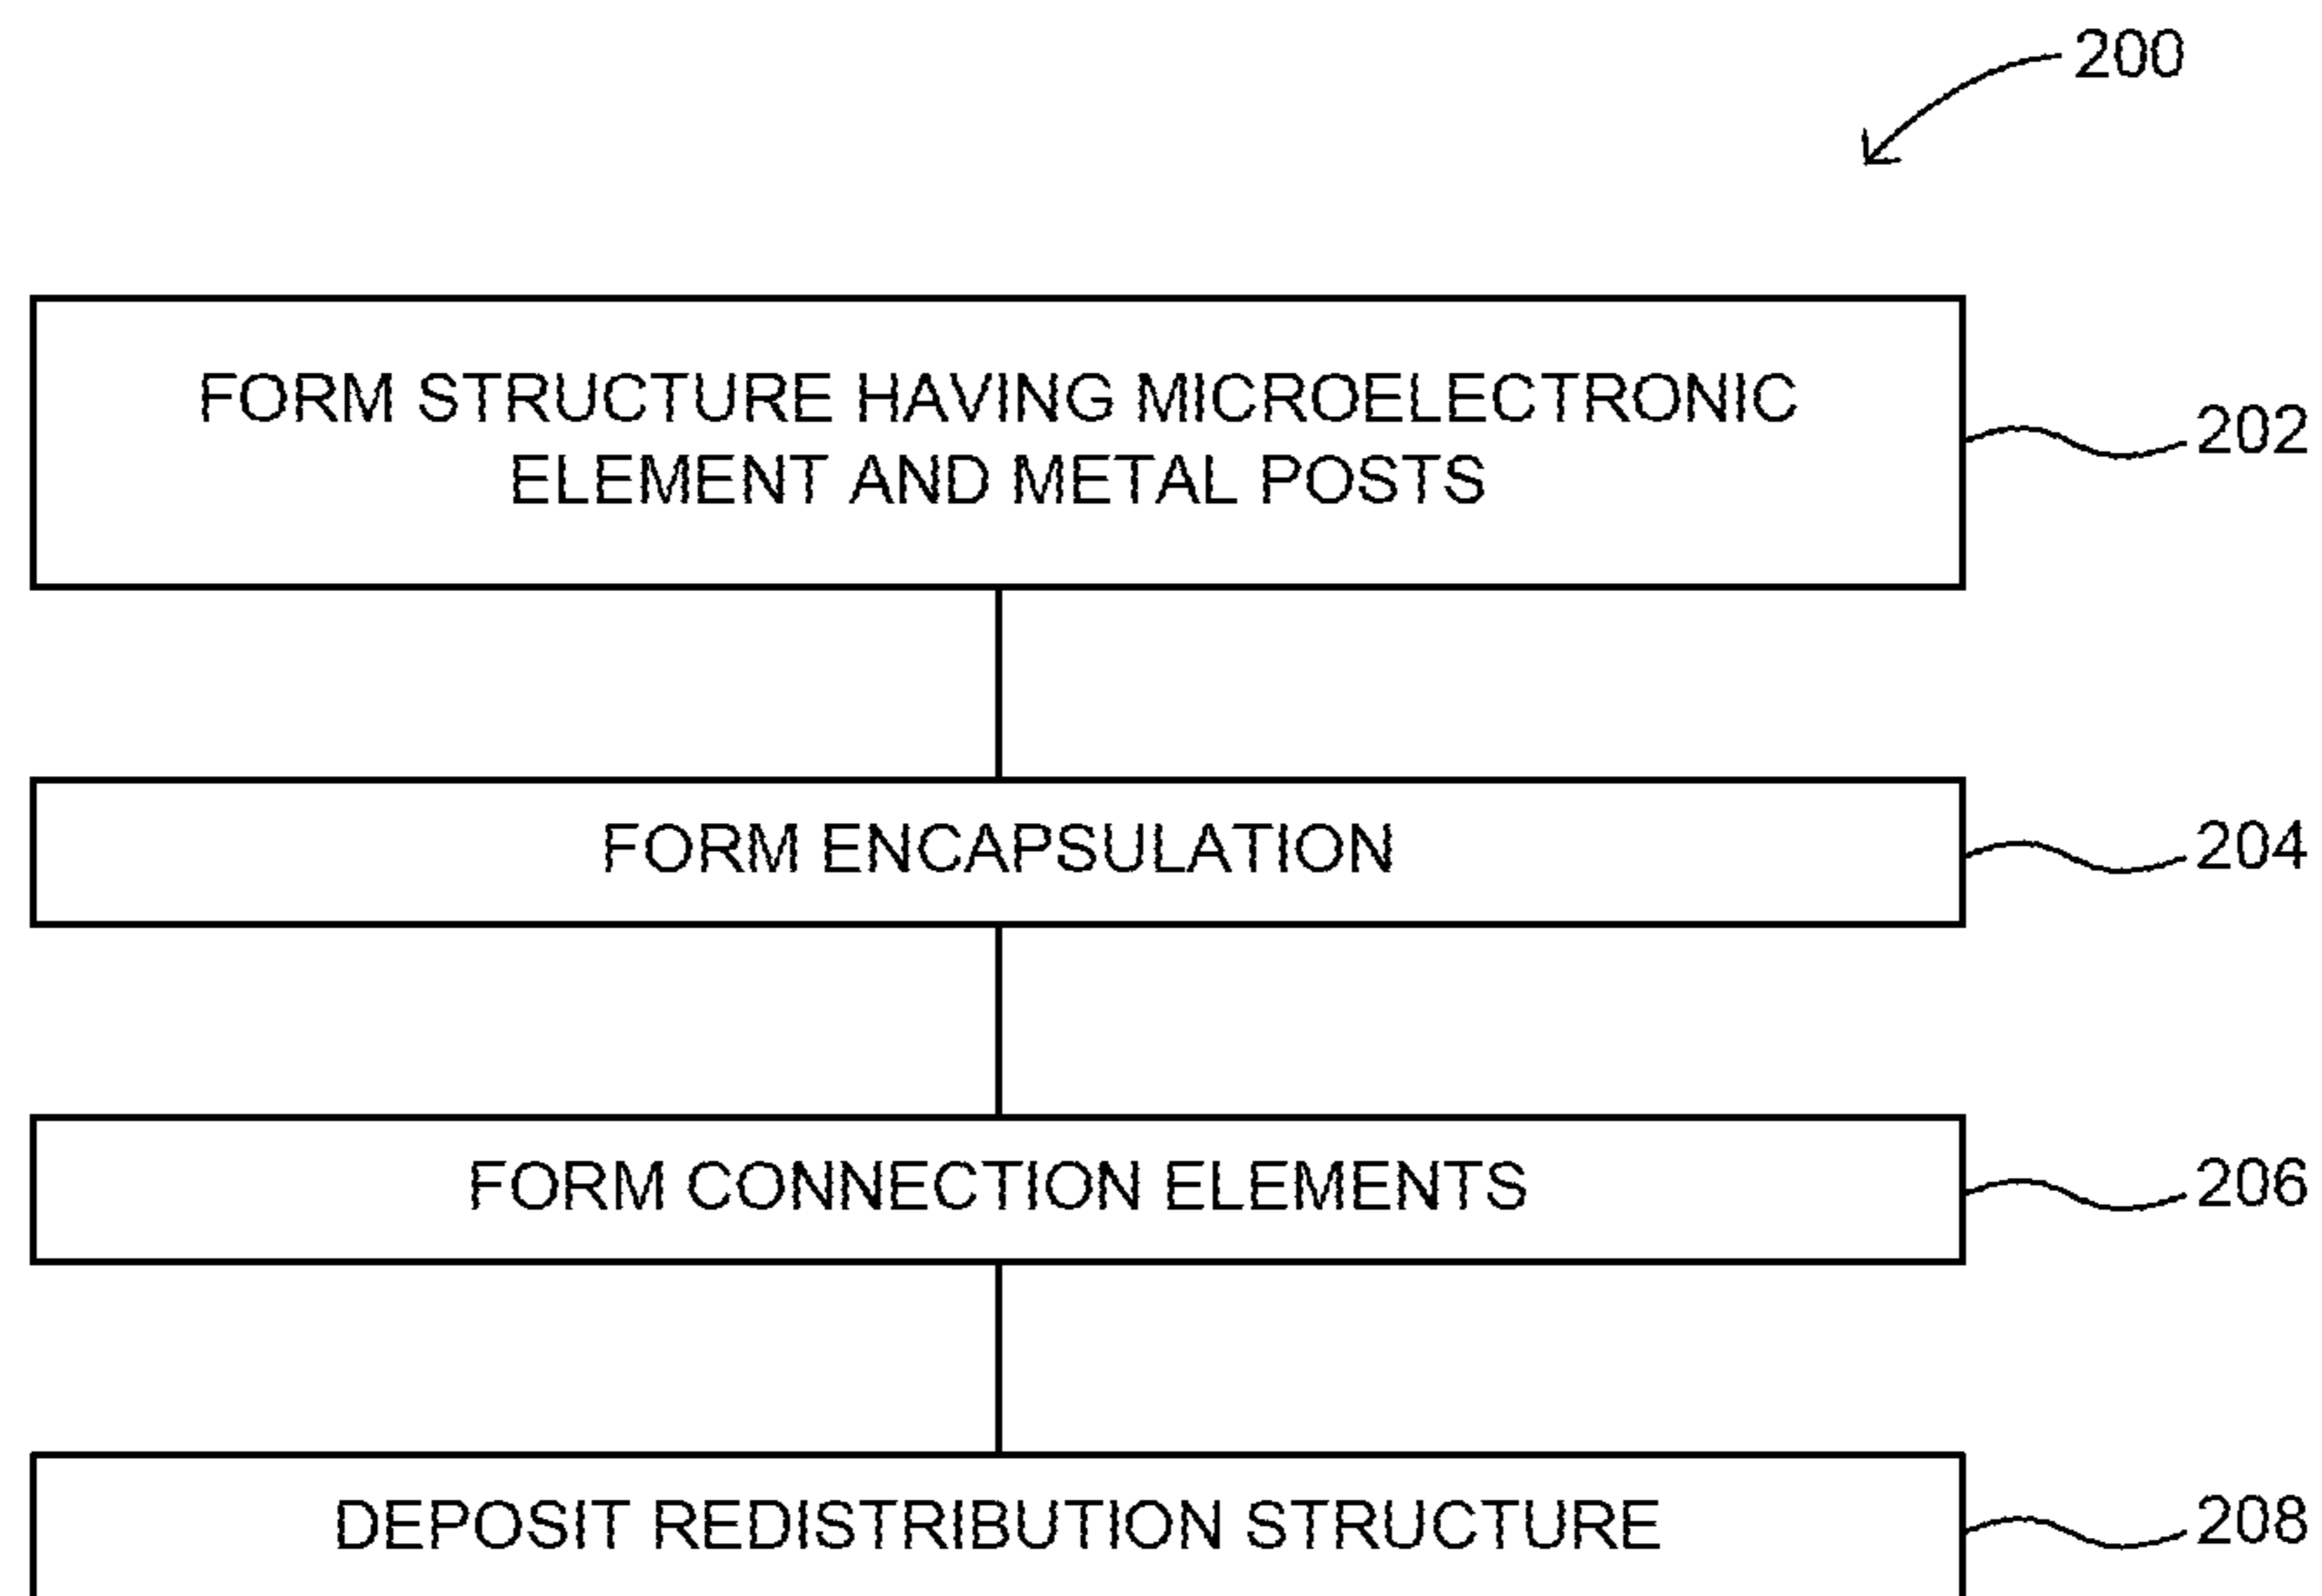 200
FORM STRUCTURE HAVING MICROELECTRONIC
ELEMENT AND METAL POSTS
202
FORM ENCAPSULATION
204
FORM CONNECTION ELEMENTS
206
DEPOSIT REDISTRIBUTION STRUCTURE
208